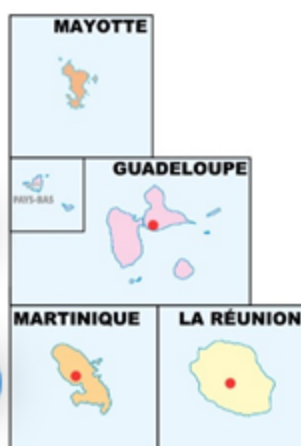 MAYOTTE
GUADELOUPE
PAYS-BAS
MARTINIQUE
LA RÉUNION